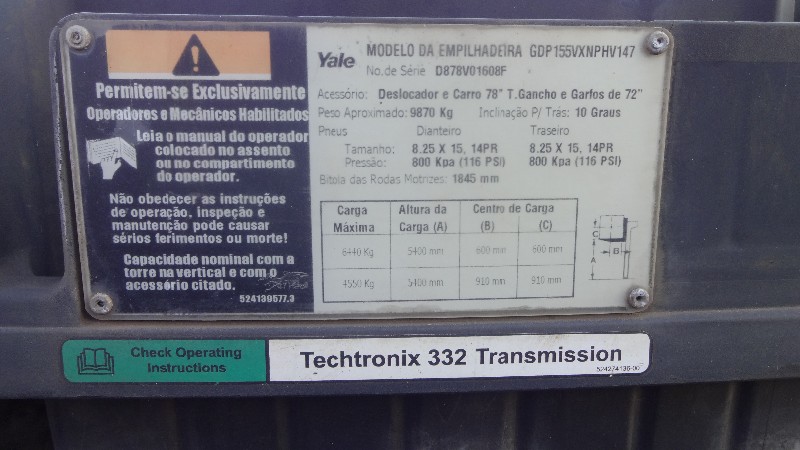 Permitem-se Exclusivamente
Operadores e Mecânicos Habilitados
Leia o manual do operador
colocado no assento
ou no compartimento
do operador.
Não obedecer as instruções
de operação, inspeção e
manutenção pode causar
sérios ferimentos ou morte!
Capacidade nominal com a
torre na vertical e com o
acessório citado.
524139577.3
Yale MODELO DA EMPILHADEIRA GDP155VXNPHV147
No.de Série D878V01608F
Acessório: Deslocador e Carro 78" T.Gancho e Garfos de 72"
Peso Aproximado: 9870 Kg Inclinação P/ Trás: 10 Graus
Pneus Dianteiro Traseiro
Tamanho: 8.25 X 15, 14PR 8.25 X 15, 14PR
Pressão: 800 Kpa (116 PSI) 800 Kpa (116 PSI)
Bitola das Rodas Motrizes: 1845 mm
Carga Máxima Altura da Carga (A) Centro de Carga (B) (C)
6440 Kg 5400 mm 600 mm 600 mm
4550 Kg 5400 mm 910 mm 910 mm
C
B
A
Check Operating
Instructions
Techtronix 332 Transmission
524274136-00